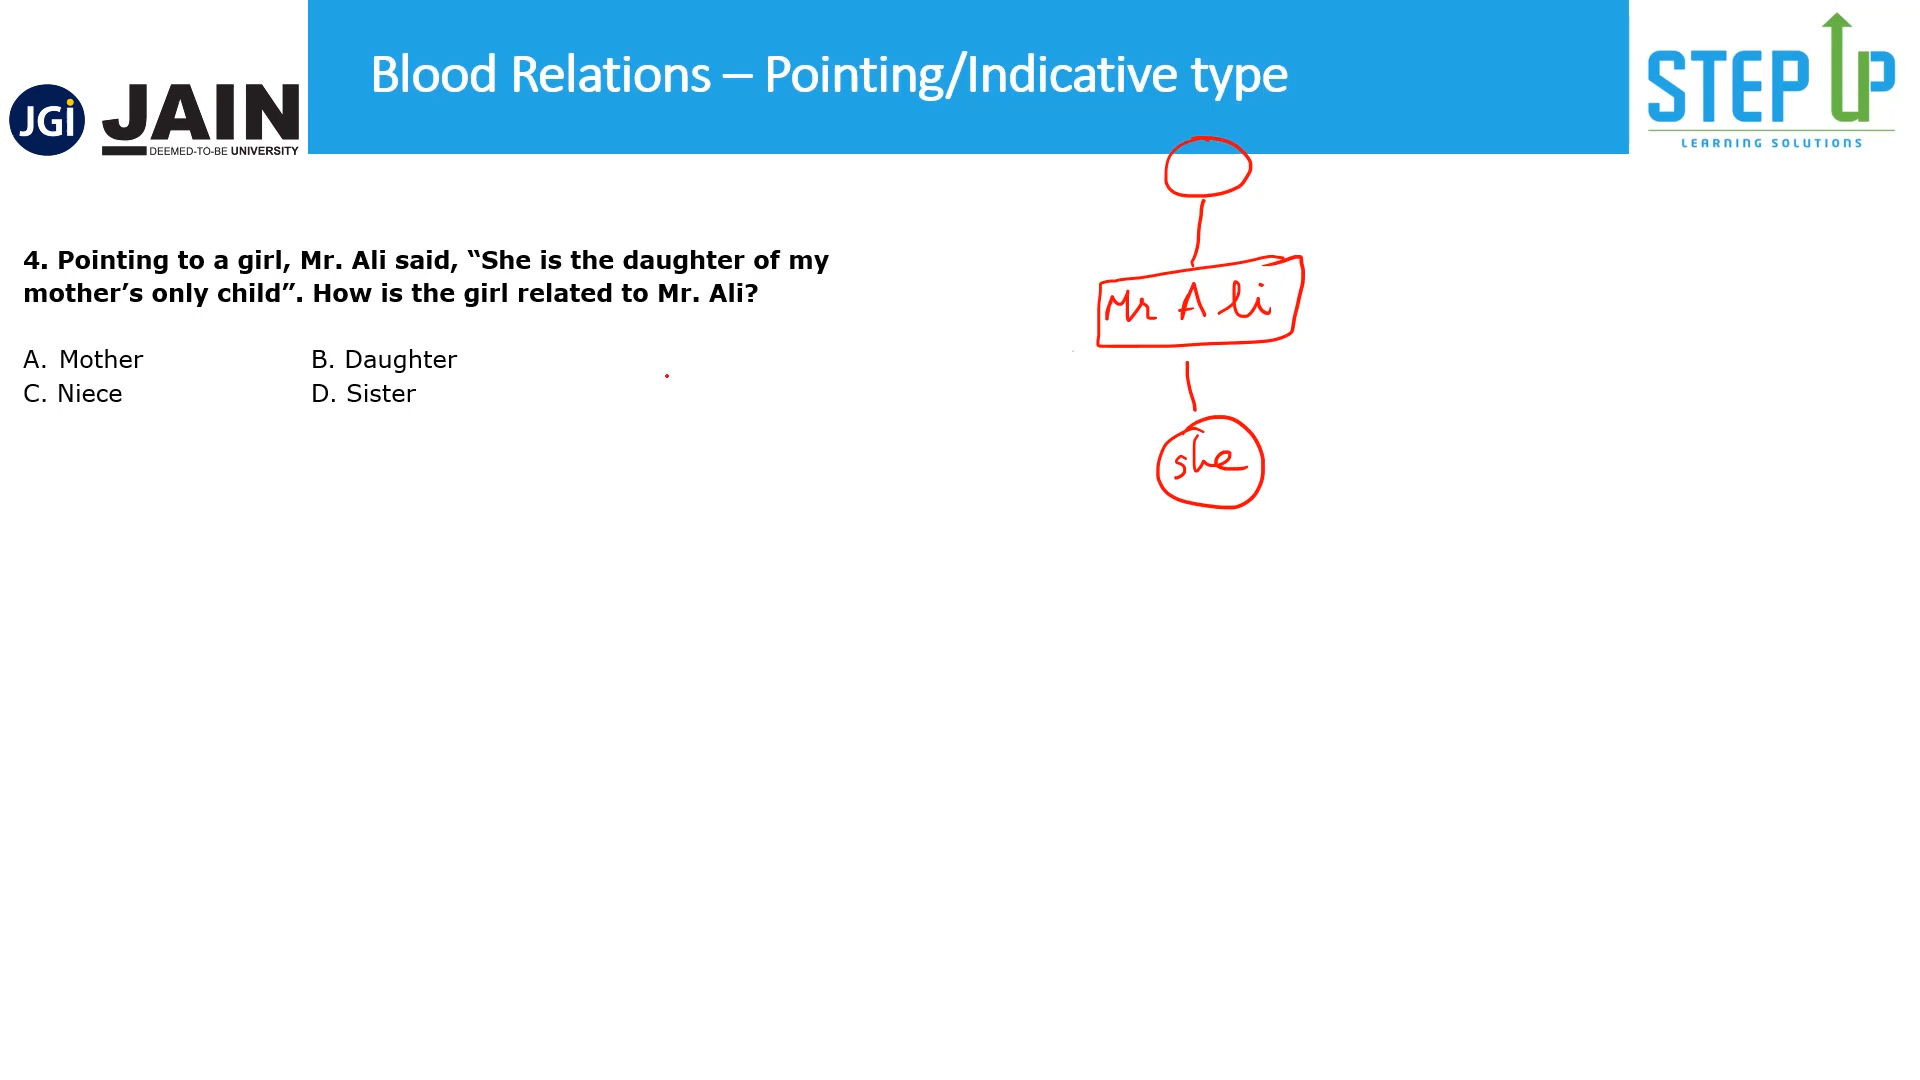 Blood Relations – Pointing/Indicative type
JGi JAIN
DEEMED-TO-BE UNIVERSITY
STEP UP
LEARNING SOLUTIONS
4. Pointing to a girl, Mr. Ali said, “She is the daughter of my
mother’s only child”. How is the girl related to Mr. Ali?
A. Mother B. Daughter
C. Niece D. Sister
Mr Ali
she